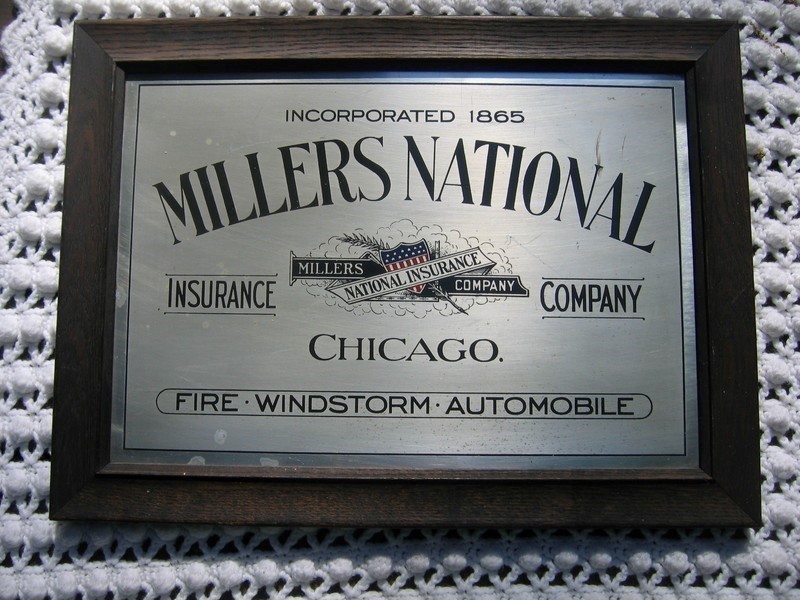 INCORPORATED 1865
MILLERS NATIONAL
MILLERS
NATIONAL INSURANCE
COMPANY
INSURANCE
COMPANY
CHICAGO.
FIRE · WINDSTORM · AUTOMOBILE